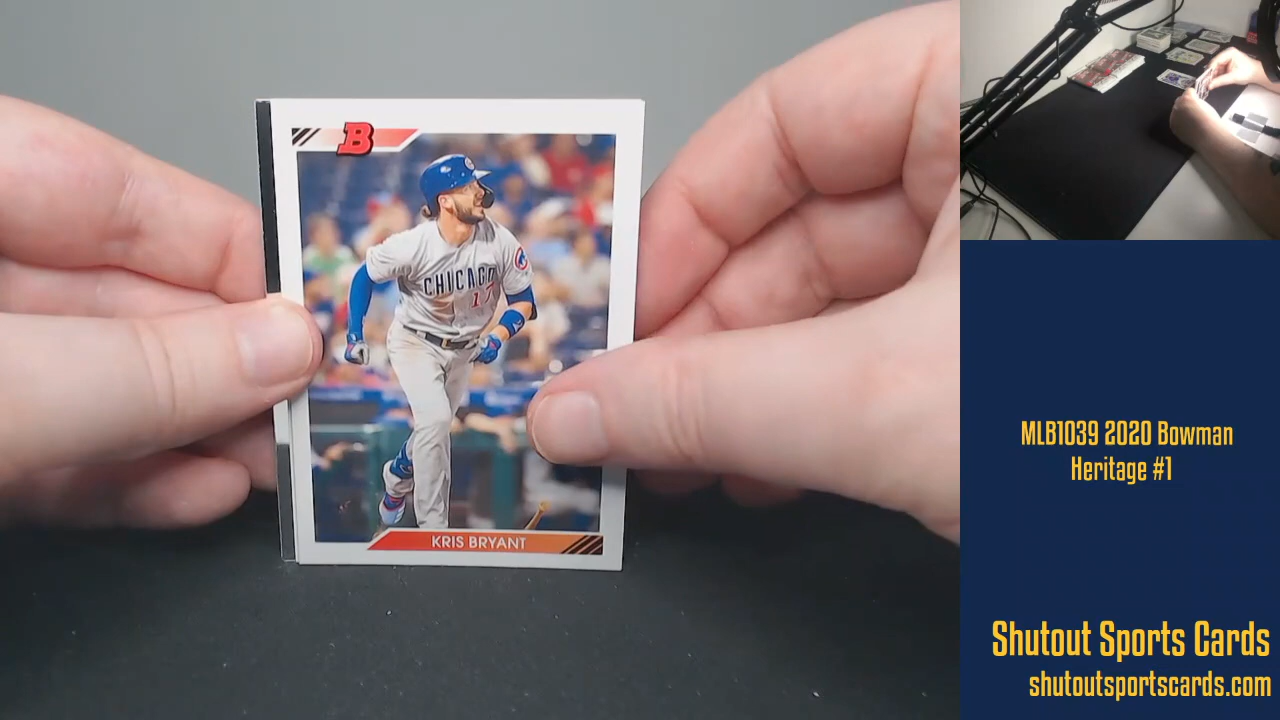 B
CHICAGO
17
KRIS BRYANT
MLB1039 2020 Bowman
Heritage #1
Shutout Sports Cards
shutoutsportscards.com